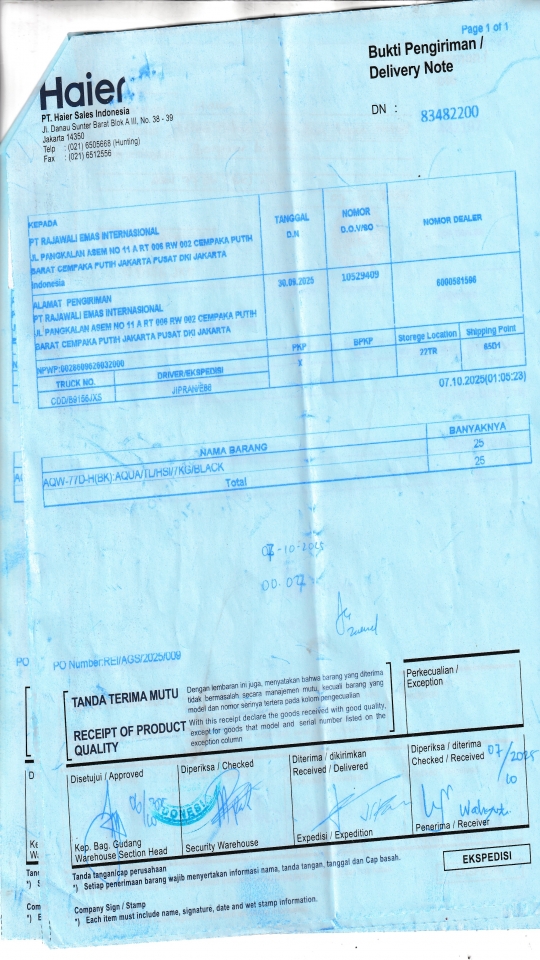 Page 1 of 1
Haier
Bukti Pengiriman /
Delivery Note
PT. Haier Sales Indonesia
Jl. Danau Sunter Barat Blok A III, No. 38 - 39
Jakarta 14350
Telp : (021) 6505668 (Hunting)
Fax : (021) 6512556
DN : 83482200
KEPADA
PT RAJAWALI EMAS INTERNASIONAL
JL PANGKALAN ASEM NO 11 A RT 006 RW 002 CEMPAKA PUTIH
BARAT CEMPAKA PUTIH JAKARTA PUSAT DKI JAKARTA
Indonesia
TANGGAL
D.N
NOMOR
D.O.V/SO
NOMOR DEALER
30.09.2025
10529409
6000581596
ALAMAT PENGIRIMAN
PT RAJAWALI EMAS INTERNASIONAL
JL PANGKALAN ASEM NO 11 A RT 006 RW 002 CEMPAKA PUTIH
BARAT CEMPAKA PUTIH JAKARTA PUSAT DKI JAKARTA
PKP
BPKP
Storege Location
Shipping Point
X
77TR
65D1
TRUCK NO.
DRIVER/EKSPEDISI
CDD/B9156JXS
07.10.2025(01:05:23)
NAMA BARANG
BANYAKNYA
AQW-77D-H(BK):AQUA/TL/HSI/7KG/BLACK
25
Total
25
07-10-2025
PO Number:REI/AGS/2025/009
TANDA TERIMA MUTU
RECEIPT OF PRODUCT
QUALITY
Dengan lembaran ini juga, menyatakan bahwa barang yang diterima
tidak bermasalah secara manajemen mutu, kecuali barang yang
model dan nomor serinya tertera pada kolom pengecualian
With this receipt declare the goods received with good quality,
except for goods that model and serial number listed on the
exception column
Perkecualian /
Exception
Disetujui / Approved
Diperiksa / Checked
Diterima / dikirimkan
Received / Delivered
Diperiksa / diterima
Checked / Received
07/2025
10
Kep. Bag. Gudang
Warehouse Section Head
Security Warehouse
Expedisi / Expedition
Penerima / Receiver
Tanda tangan/cap perusahaan
*) Setiap penerimaan barang wajib menyertakan informasi nama, tanda tangan, tanggal dan Cap basah.
EKSPEDISI
Company Sign / Stamp
*) Each item must include name, signature, date and wet stamp information.